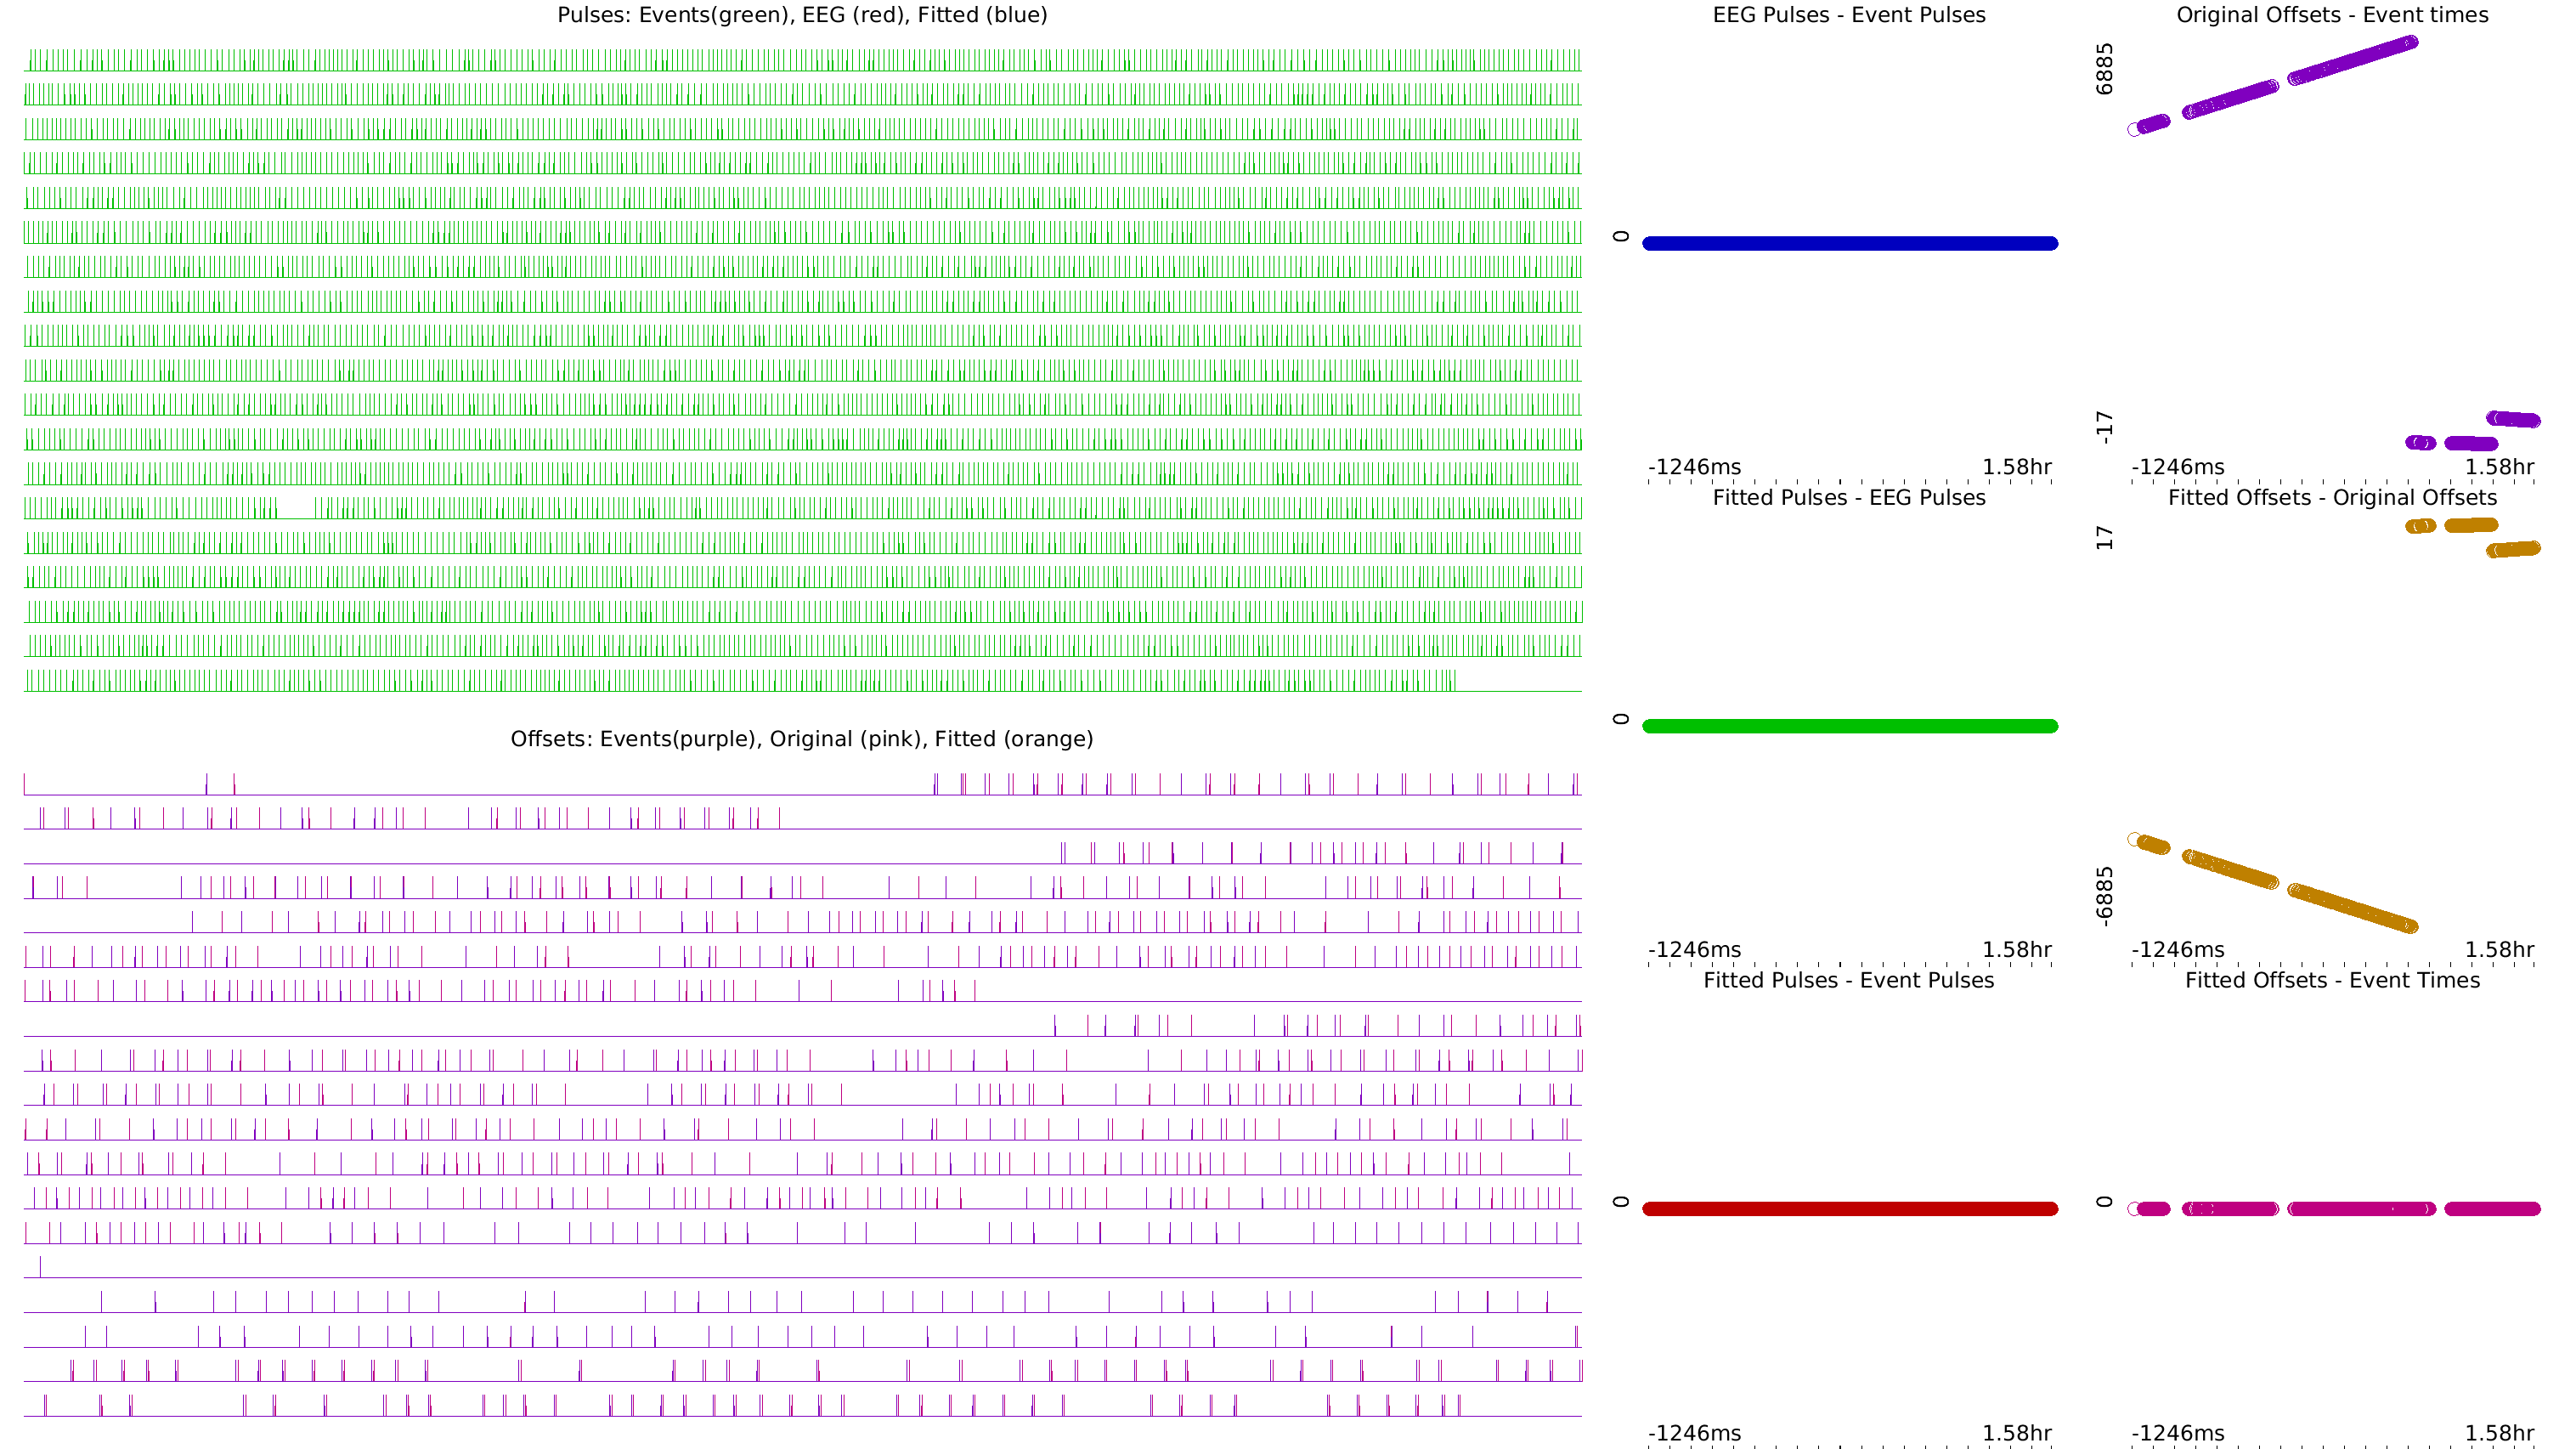 Pulses: Events(green), EEG (red), Fitted (blue)
EEG Pulses - Event Pulses
0
-1246ms 1.58hr
Original Offsets - Event times
6885
-17
-1246ms 1.58hr
Fitted Pulses - EEG Pulses
0
-1246ms 1.58hr
Fitted Offsets - Original Offsets
17
-6885
-1246ms 1.58hr
Offsets: Events(purple), Original (pink), Fitted (orange)
Fitted Pulses - Event Pulses
0
-1246ms 1.58hr
Fitted Offsets - Event Times
0
-1246ms 1.58hr